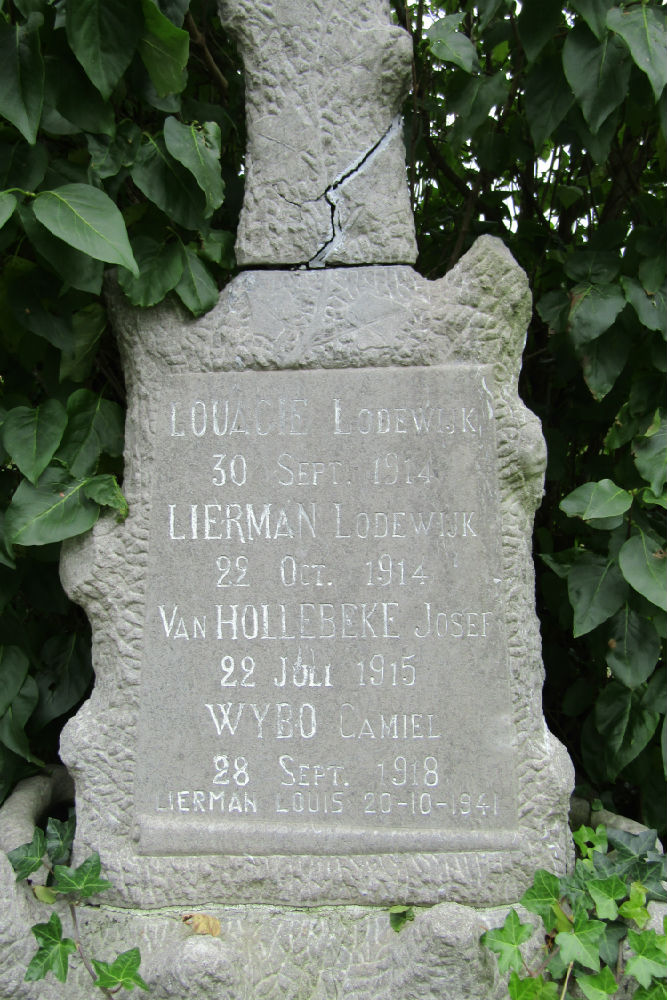 LOUAGIE LODEWIJK
30 SEPT. 1914
LIERMAN LODEWIJK
22 OCT. 1914
VAN HOLLEBEKE JOSEF
22 JULI 1915
WYBO CAMIEL
28 SEPT. 1918
LIERMAN LOUIS 20-10-1941